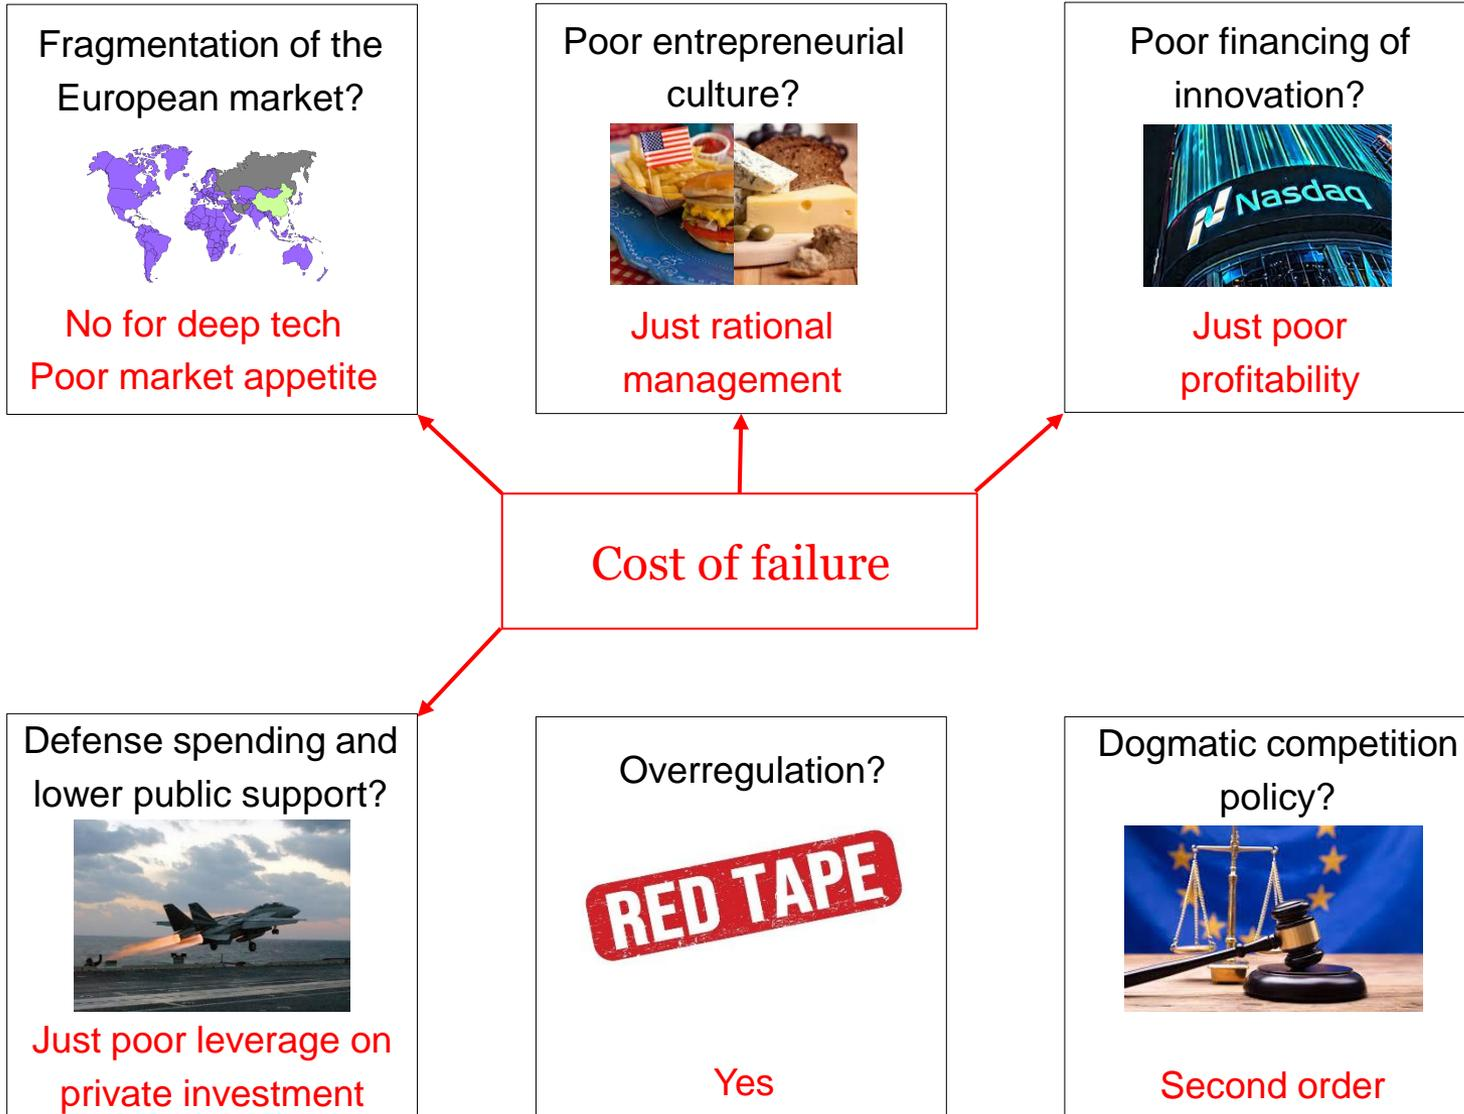 Fragmentation of the
European market?
No for deep tech
Poor market appetite
Poor entrepreneurial
culture?
Just rational
management
Poor financing of
innovation?
Nasdaq
Just poor
profitability
Cost of failure
Defense spending and
lower public support?
Just poor leverage on
private investment
Overregulation?
RED TAPE
Yes
Dogmatic competition
policy?
Second order